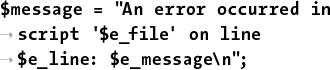 $message = "An error occurred in
→ script '$e_file' on line
→ $e_line: $e_message\n";